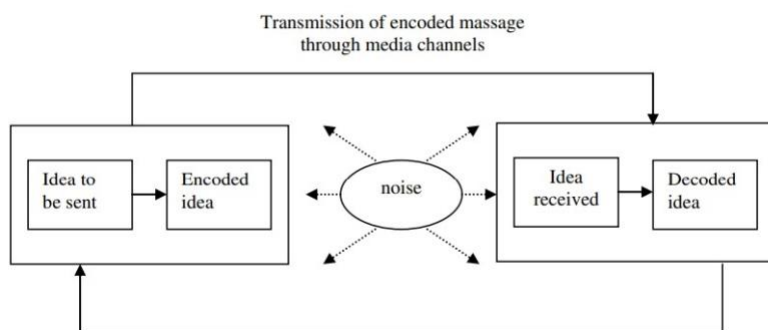 Transmission of encoded massage
through media channels
Idea to
be sent
Encoded
idea
noise
Idea
received
Decoded
idea